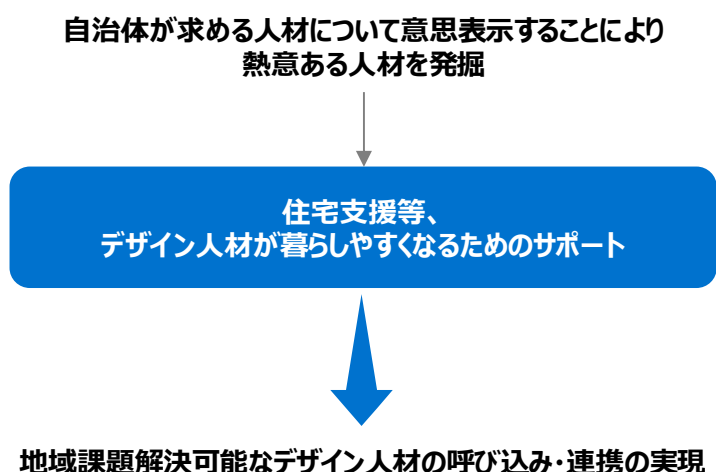 自治体が求める人材について意思表示することにより
熱意ある人材を発掘
住宅支援等、
デザイン人材が暮らしやすくなるためのサポート
地域課題解決可能なデザイン人材の呼び込み・連携の実現